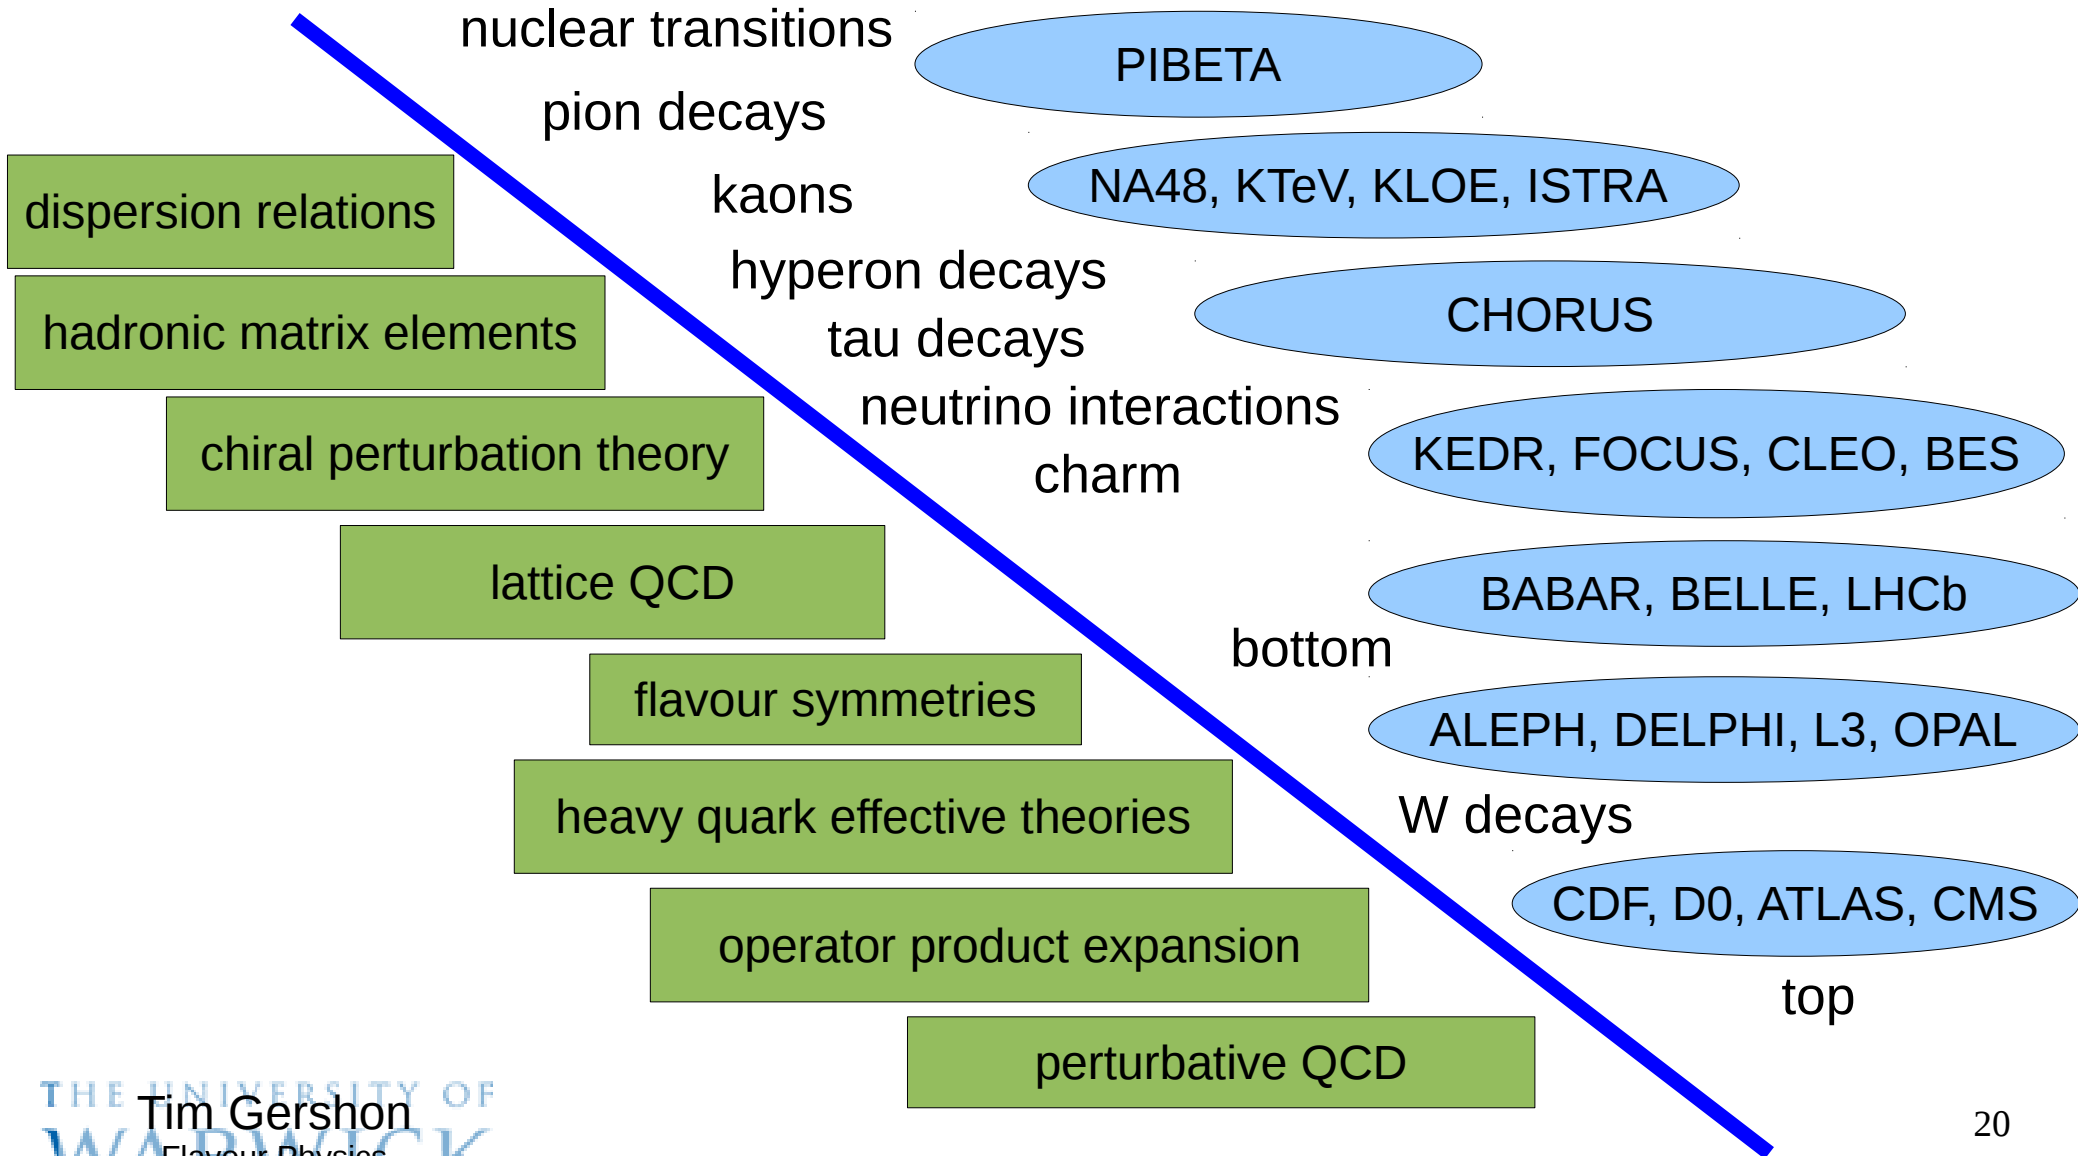 nuclear transitions
PIBETA
pion decays
NA48, KTeV, KLOE, ISTRA
kaons
dispersion relations
hyperon decays
CHORUS
hadronic matrix elements
tau decays
neutrino interactions
KEDR, FOCUS, CLEO, BES
chiral perturbation theory
charm
lattice QCD
BABAR, BELLE, LHCb
bottom
flavour symmetries
ALEPH, DELPHI, L3, OPAL
heavy quark effective theories
W decays
CDF, D0, ATLAS, CMS
operator product expansion
top
perturbative QCD
THE UNIVERSITY OF
Tim Gershon
WARWICK
Flavour Physics
20